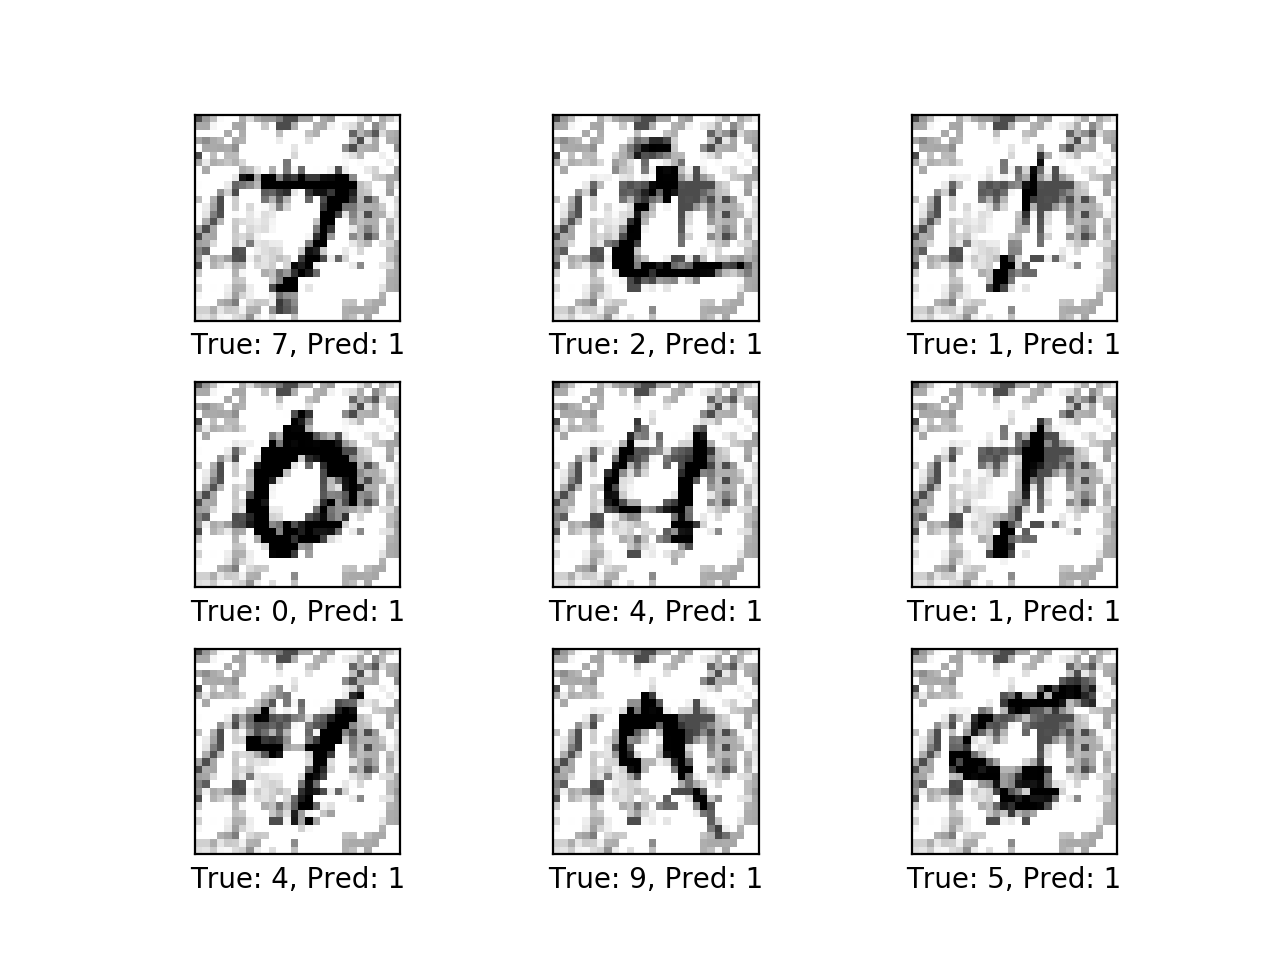 True: 7, Pred: 1
True: 2, Pred: 1
True: 1, Pred: 1
True: 0, Pred: 1
True: 4, Pred: 1
True: 1, Pred: 1
True: 4, Pred: 1
True: 9, Pred: 1
True: 5, Pred: 1